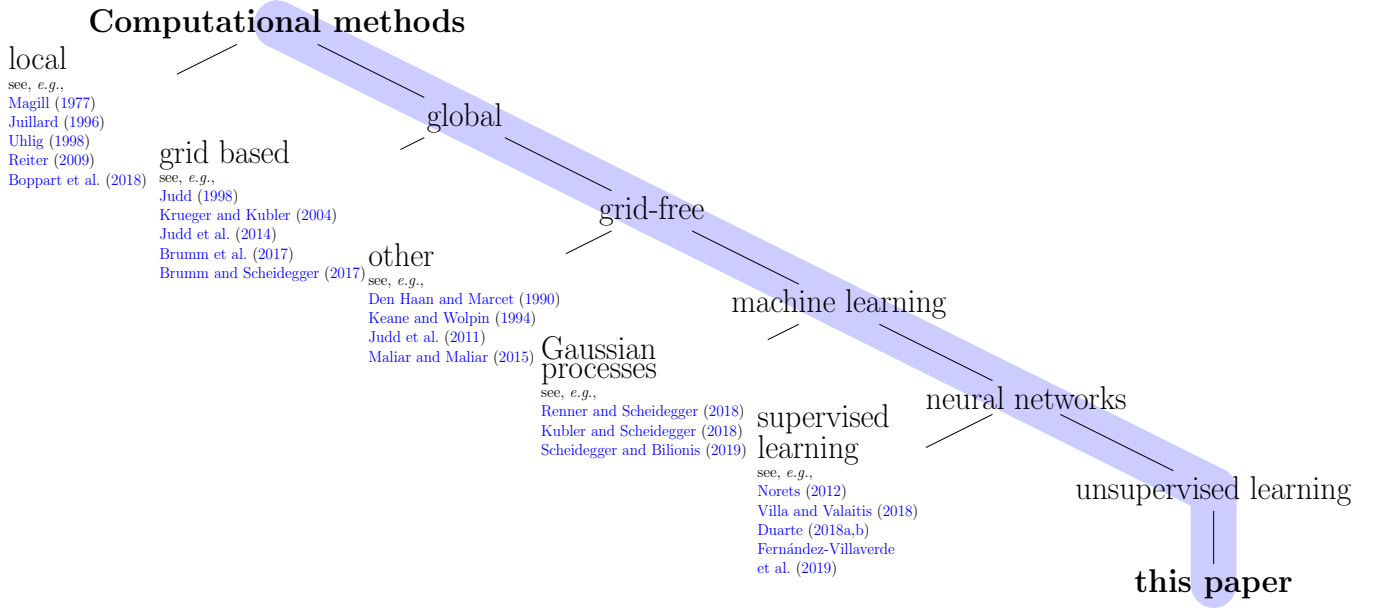 Computational methods
local
see, e.g.,
Magill (1977)
Juillard (1996)
Uhlig (1998)
Reiter (2009)
Boppart et al. (2018)
global
grid based
see, e.g.,
Judd (1998)
Krueger and Kubler (2004)
Judd et al. (2014)
Brumm et al. (2017)
Brumm and Scheidegger (2017)
grid-free
other
see, e.g.,
Den Haan and Marcet (1990)
Keane and Wolpin (1994)
Judd et al. (2011)
Maliar and Maliar (2015)
machine learning
Gaussian
processes
see, e.g.,
Renner and Scheidegger (2018)
Kubler and Scheidegger (2018)
Scheidegger and Bilionis (2019)
neural networks
supervised
learning
see, e.g.,
Norets (2012)
Villa and Valaitis (2018)
Duarte (2018a,b)
Fernández-Villaverde
et al. (2019)
unsupervised learning
this paper